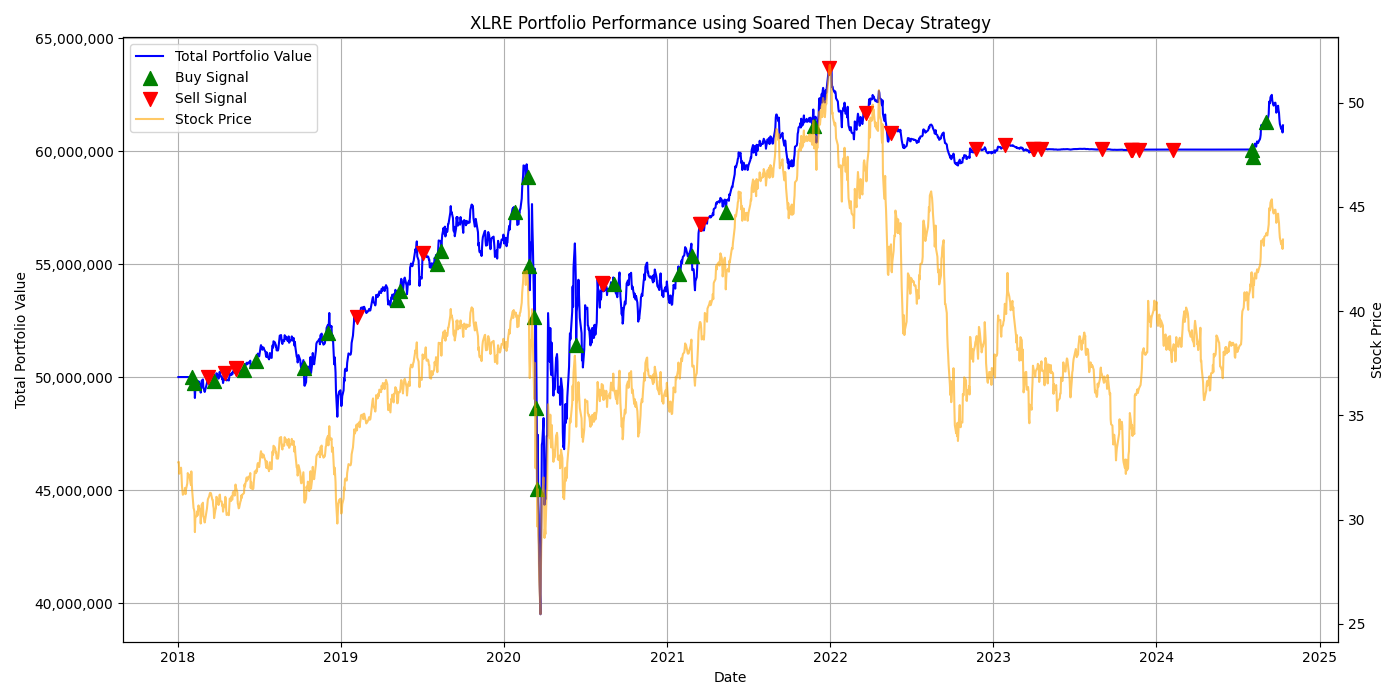 XLRE Portfolio Performance using Soared Then Decay Strategy
65,000,000
60,000,000
55,000,000
50,000,000
45,000,000
40,000,000
Total Portfolio Value
Total Portfolio Value
Buy Signal
Sell Signal
Stock Price
50
45
40
35
30
25
Stock Price
2018
2019
2020
2021
2022
2023
2024
2025
Date